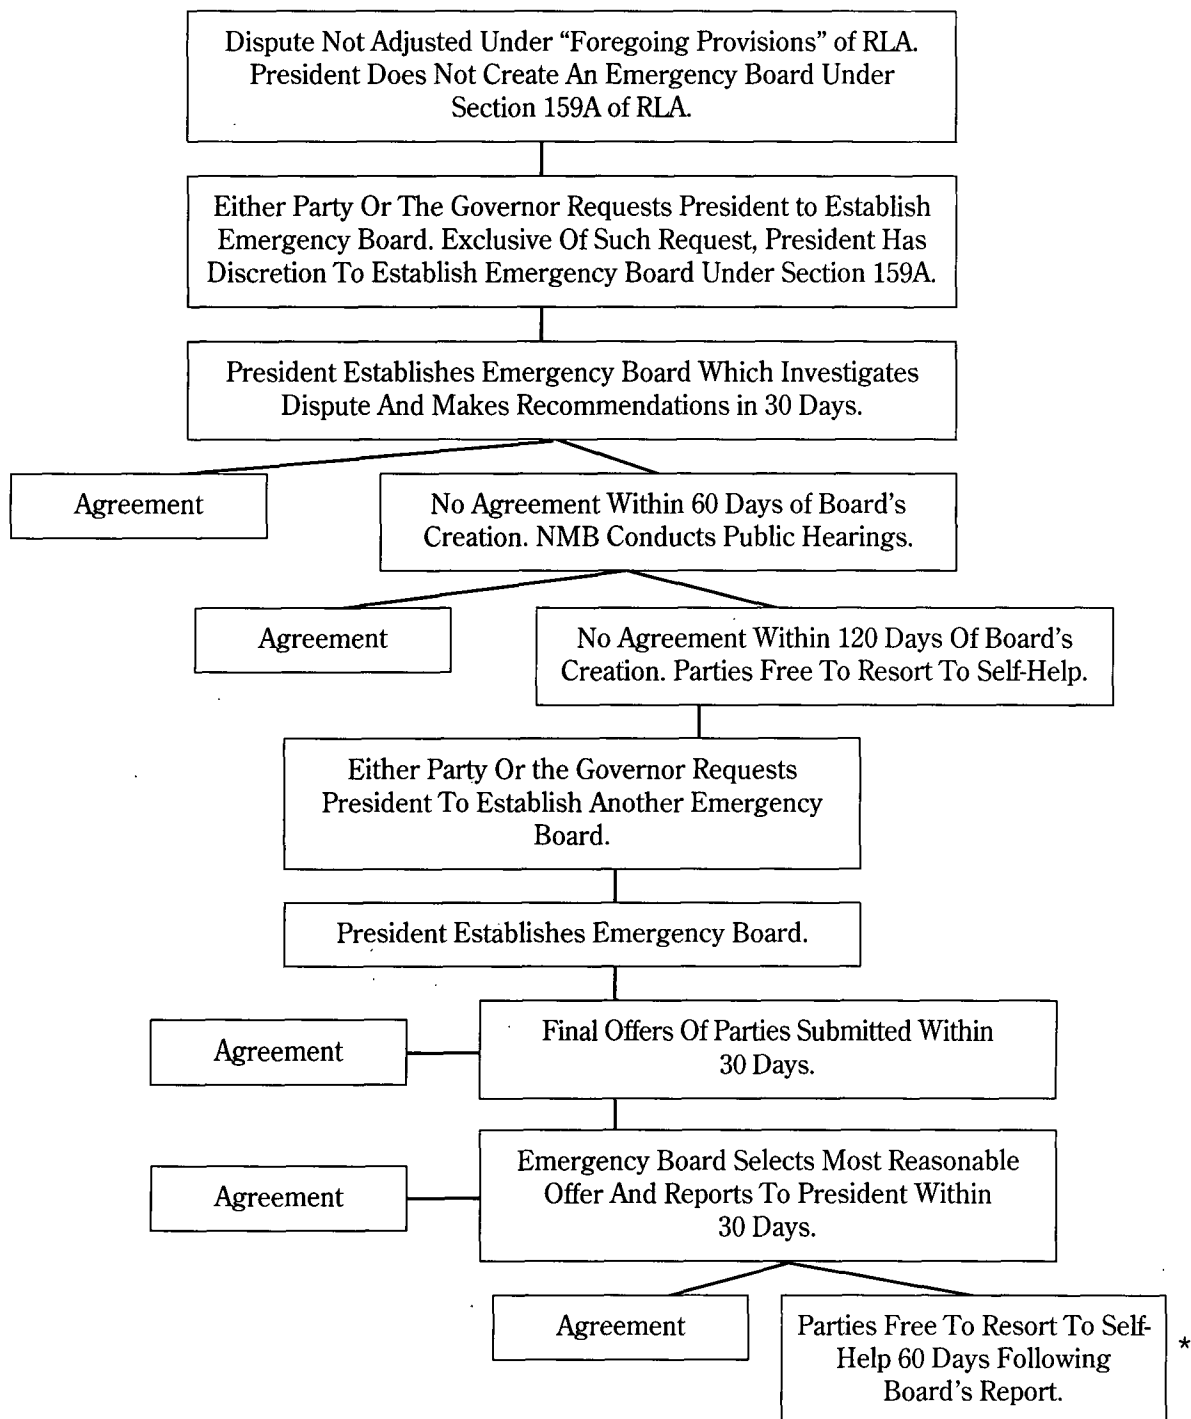 Dispute Not Adjusted Under “Foregoing Provisions” of RLA.
President Does Not Create An Emergency Board Under
Section 159A of RLA.
Either Party Or The Governor Requests President to Establish
Emergency Board. Exclusive Of Such Request, President Has
Discretion To Establish Emergency Board Under Section 159A.
President Establishes Emergency Board Which Investigates
Dispute And Makes Recommendations in 30 Days.
Agreement
No Agreement Within 60 Days of Board’s
Creation. NMB Conducts Public Hearings.
Agreement
No Agreement Within 120 Days Of Board’s
Creation. Parties Free To Resort To Self-Help.
Either Party Or the Governor Requests
President To Establish Another Emergency
Board.
President Establishes Emergency Board.
Agreement
Final Offers Of Parties Submitted Within
30 Days.
Agreement
Emergency Board Selects Most Reasonable
Offer And Reports To President Within
30 Days.
Agreement
Parties Free To Resort To Self-
Help 60 Days Following
Board’s Report.
*